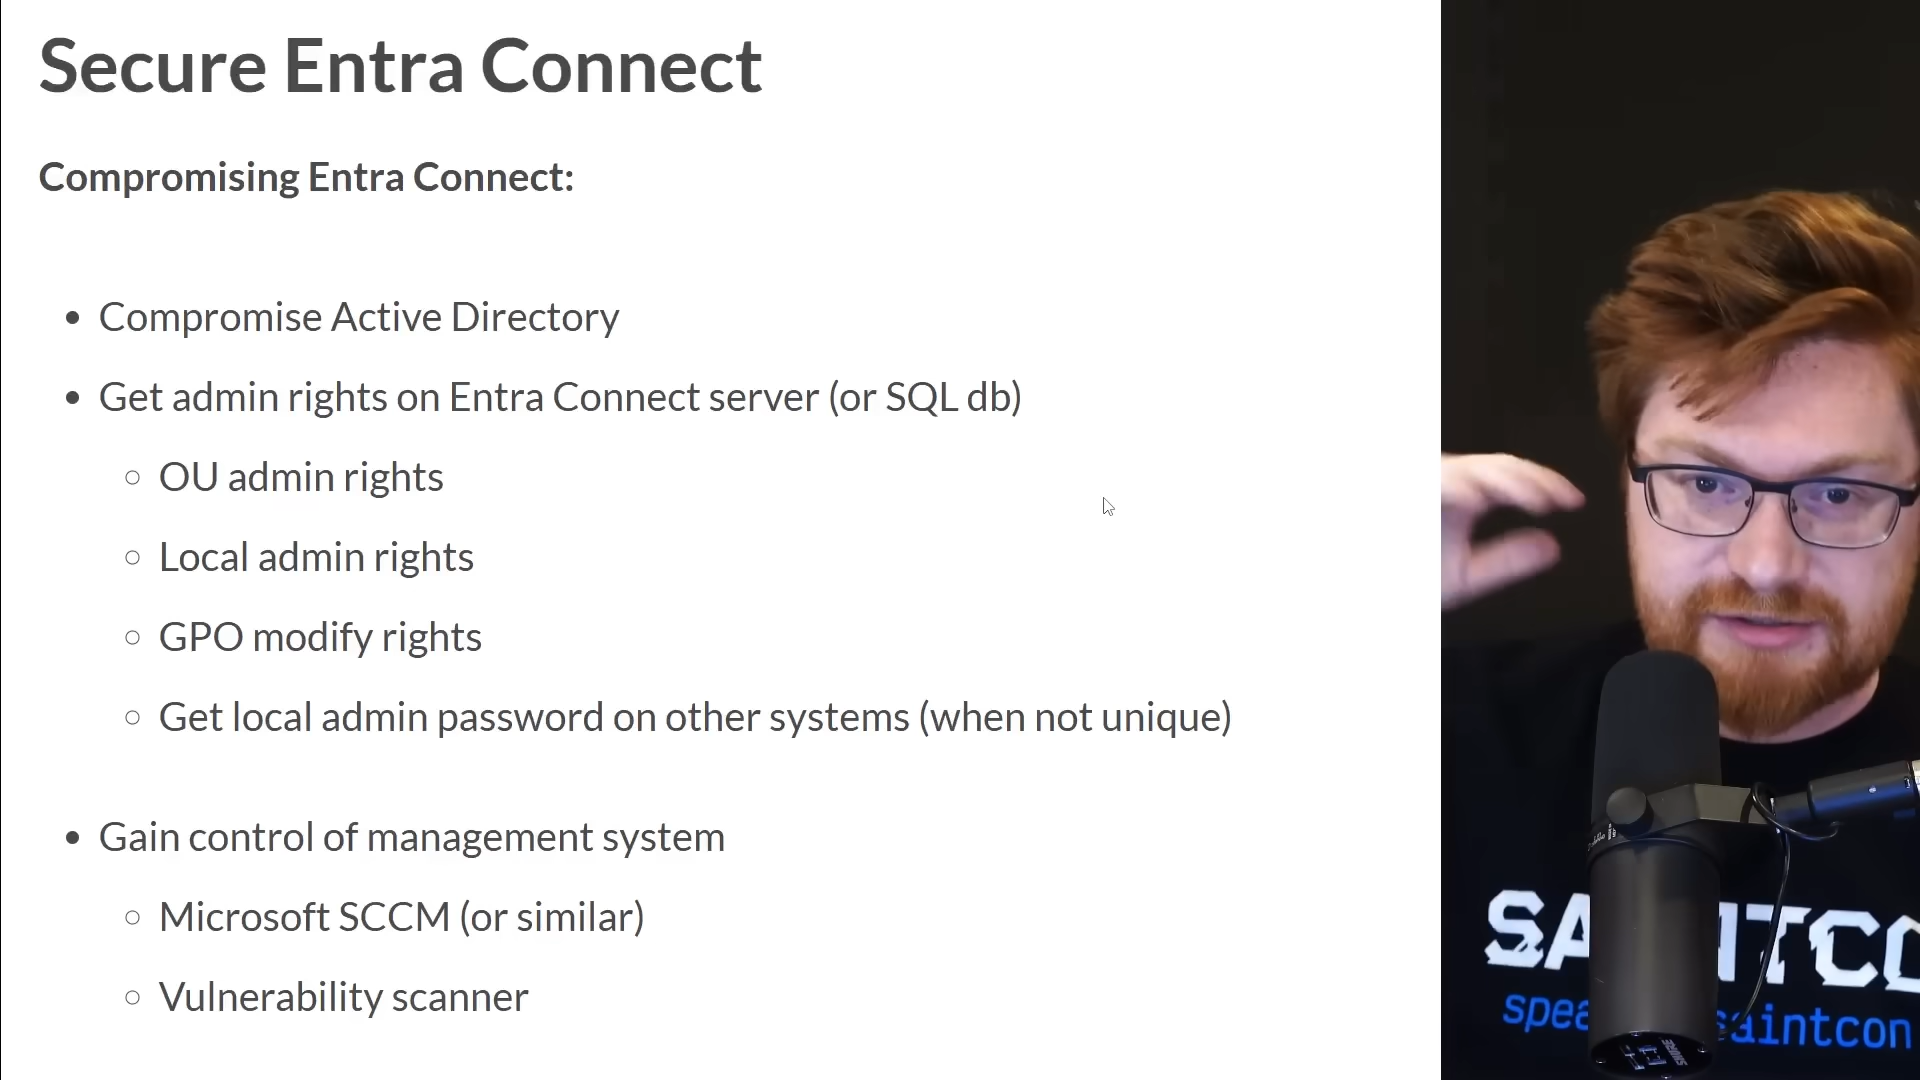 Secure Entra Connect
Compromising Entra Connect:
Compromise Active Directory
Get admin rights on Entra Connect server (or SQL db)
OU admin rights
Local admin rights
GPO modify rights
Get local admin password on other systems (when not unique)
Gain control of management system
Microsoft SCCM (or similar)
Vulnerability scanner
SHURE